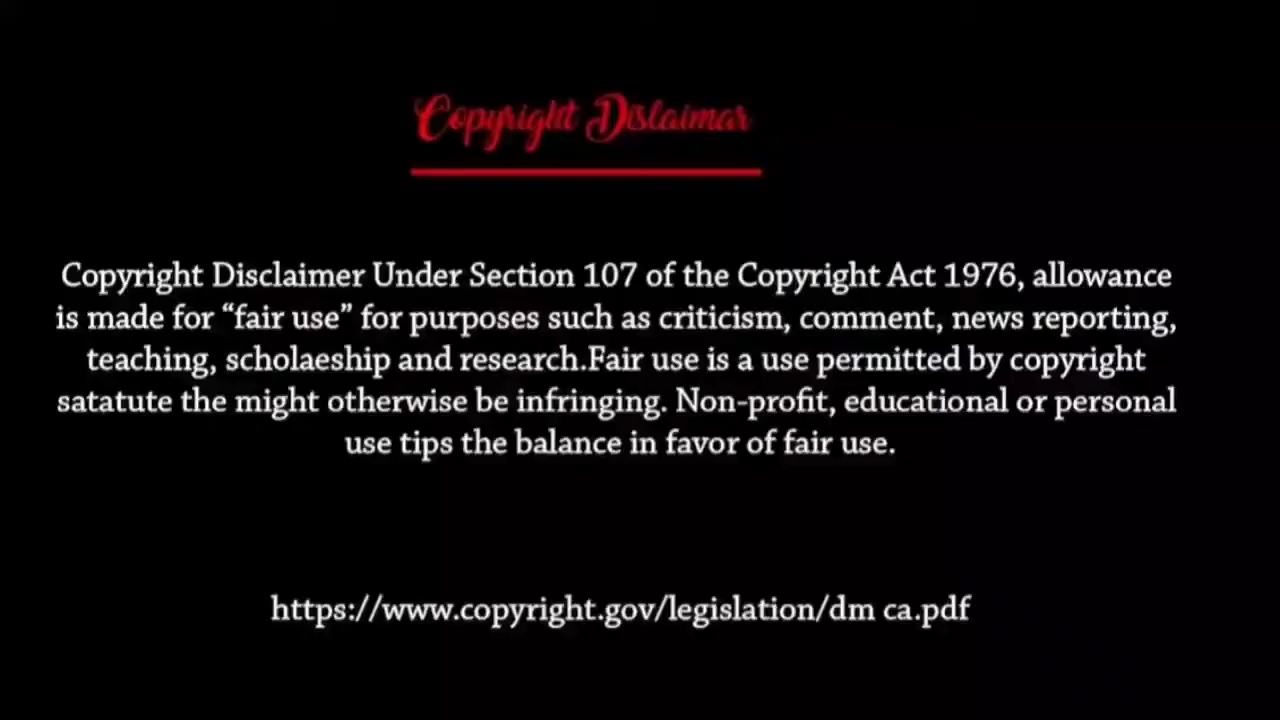 Copyright Dislaimar
Copyright Disclaimer Under Section 107 of the Copyright Act 1976, allowance
is made for “fair use” for purposes such as criticism, comment, news reporting,
teaching, scholaeship and research.Fair use is a use permitted by copyright
satatute the might otherwise be infringing. Non-profit, educational or personal
use tips the balance in favor of fair use.
https://www.copyright.gov/legislation/dm ca.pdf